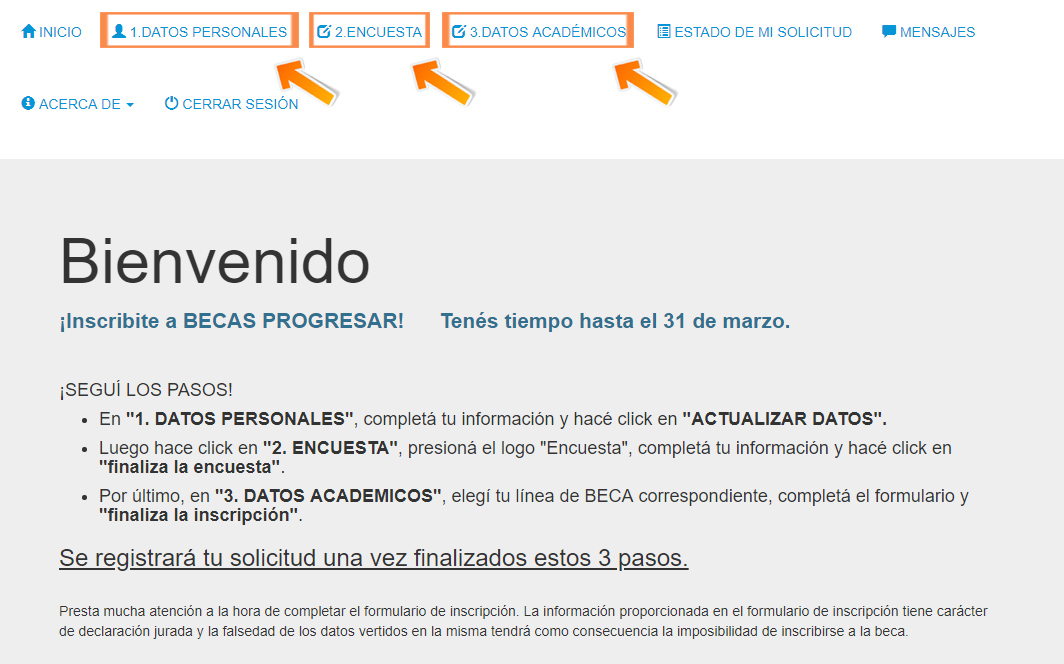 INICIO 1.DATOS PERSONALES 2.ENCUESTA 3.DATOS ACADÉMICOS ESTADO DE MI SOLICITUD MENSAJES
ACERCA DE CERRAR SESIÓN
Bienvenido
¡Inscribite a BECAS PROGRESAR! Tenés tiempo hasta el 31 de marzo.
¡SEGUÍ LOS PASOS!
• En "1. DATOS PERSONALES", completá tu información y hacé click en "ACTUALIZAR DATOS".
• Luego hace click en "2. ENCUESTA", presioná el logo "Encuesta", completá tu información y hacé click en
"finaliza la encuesta".
• Por último, en "3. DATOS ACADEMICOS", elegí tu línea de BECA correspondiente, completá el formulario y
"finaliza la inscripción".
Se registrará tu solicitud una vez finalizados estos 3 pasos.
Presta mucha atención a la hora de completar el formulario de inscripción. La información proporcionada en el formulario de inscripción tiene carácter
de declaración jurada y la falsedad de los datos vertidos en la misma tendrá como consecuencia la imposibilidad de inscribirse a la beca.